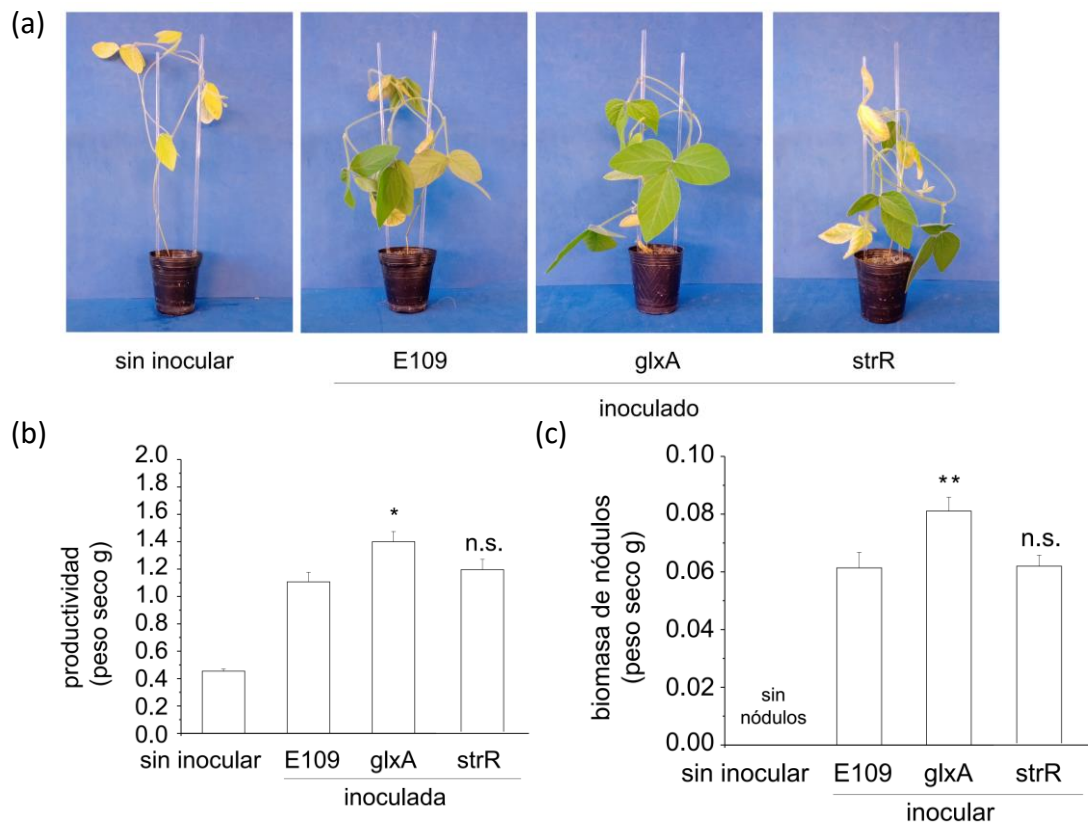 (a)
sin inocular
E109
glxA
strR
inoculado
(b)
productividad
(peso seco g)
2.0
1.8
1.6
1.4
1.2
1.0
0.8
0.6
0.4
0.2
0.0
*
n.s.
sin inocular
E109
glxA
strR
inoculada
(c)
biomasa de nódulos
(peso seco g)
0.10
0.08
0.06
0.04
0.02
0.00
sin
nódulos
**
n.s.
sin inocular
E109
glxA
strR
inocular